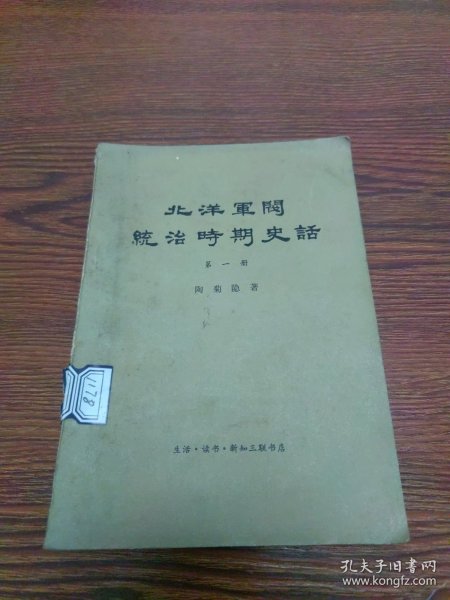 北洋軍閥
統治時期史話
第一册
陶菊隐著
1178
生活·读书·新知三联书店
孔夫子旧书网
www.kongfz.com